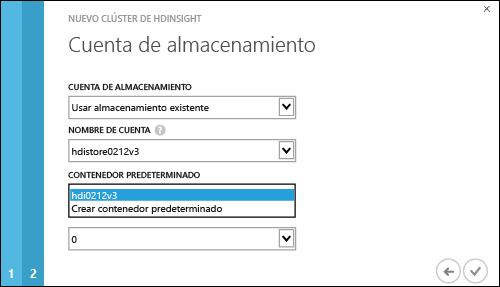 NUEVO CLÚSTER DE HDINSIGHT
Cuenta de almacenamiento
CUENTA DE ALMACENAMIENTO
Usar almacenamiento existente
NOMBRE DE CUENTA ?
hdistore0212v3
CONTENEDOR PREDETERMINADO
hdi0212v3
Crear contenedor predeterminado
0
1 2